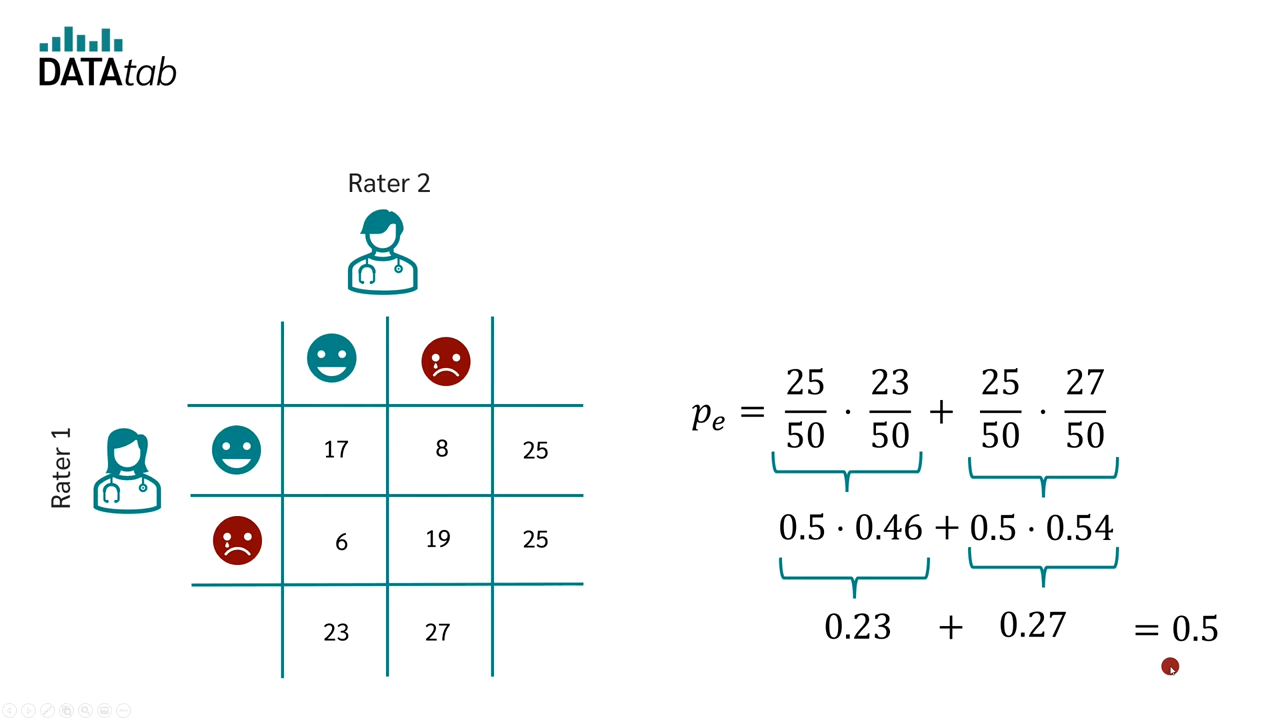 DATAtab
Rater 2
Rater 1
17 8 25
6 19 25
23 27
pₑ = 25/50 · 23/50 + 25/50 · 27/50
0.5 · 0.46 + 0.5 · 0.54
0.23 + 0.27 = 0.5